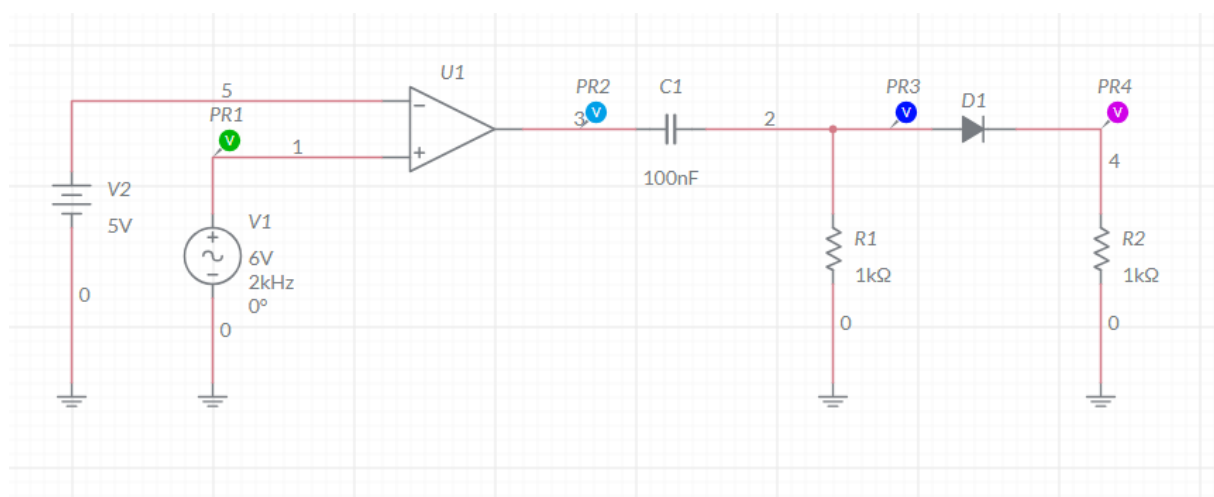 U1
5
PR1
V
1
−
+
PR2
V
3
C1
100nF
2
PR3
V
D1
PR4
V
4
V2
5V
V1
+
−
6V
2kHz
0°
R1
1kΩ
R2
1kΩ
0
0
0
0